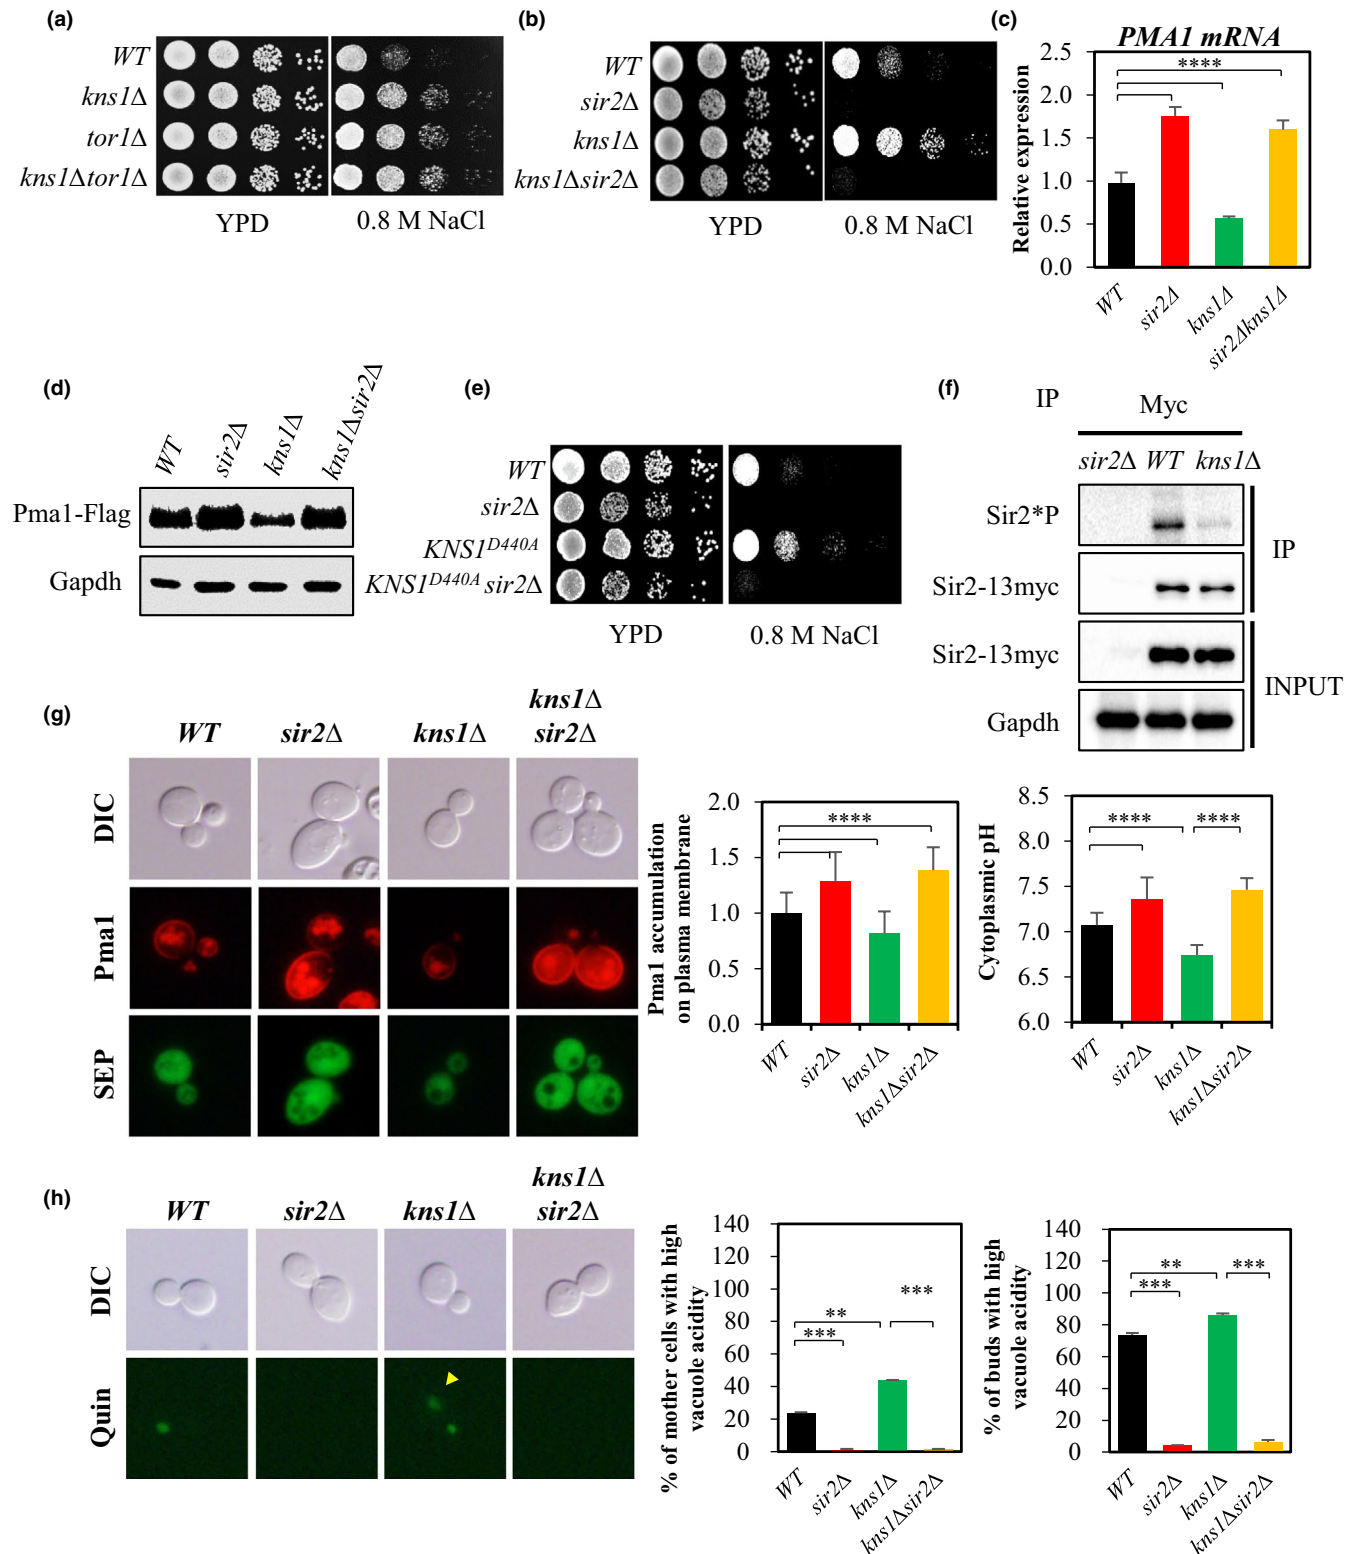 (a)
WT
kns1Δ
tor1Δ
kns1Δtor1Δ
YPD
0.8 M NaCl
(b)
WT
sir2Δ
kns1Δ
kns1Δsir2Δ
YPD
0.8 M NaCl
(c)
PMA1 mRNA
Relative expression
2.5
2.0
1.5
1.0
0.5
0.0
****
WT
sir2Δ
kns1Δ
sir2Δkns1Δ
(d)
WT
sir2Δ
kns1Δ
kns1Δsir2Δ
Pma1-Flag
Gapdh
(e)
WT
sir2Δ
KNS1^D440A
KNS1^D440A sir2Δ
YPD
0.8 M NaCl
(f)
IP
Myc
sir2Δ WT kns1Δ
Sir2*P
Sir2-13myc
IP
Sir2-13myc
Gapdh
INPUT
(g)
WT
sir2Δ
kns1Δ
kns1Δ
sir2Δ
DIC
Pma1
SEP
Pma1 accumulation
on plasma membrane
2.0
1.5
1.0
0.5
0.0
****
WT
sir2Δ
kns1Δ
kns1Δsir2Δ
Cytoplasmic pH
8.5
8.0
7.5
7.0
6.5
6.0
**** ****
WT
sir2Δ
kns1Δ
kns1Δsir2Δ
(h)
WT
sir2Δ
kns1Δ
kns1Δ
sir2Δ
DIC
Quin
% of mother cells with high
vacuole acidity
140
120
100
80
60
40
20
0
***
**
***
WT
sir2Δ
kns1Δ
kns1Δsir2Δ
% of buds with high
vacuole acidity
140
120
100
80
60
40
20
0
** ***
***
WT
sir2Δ
kns1Δ
kns1Δsir2Δ